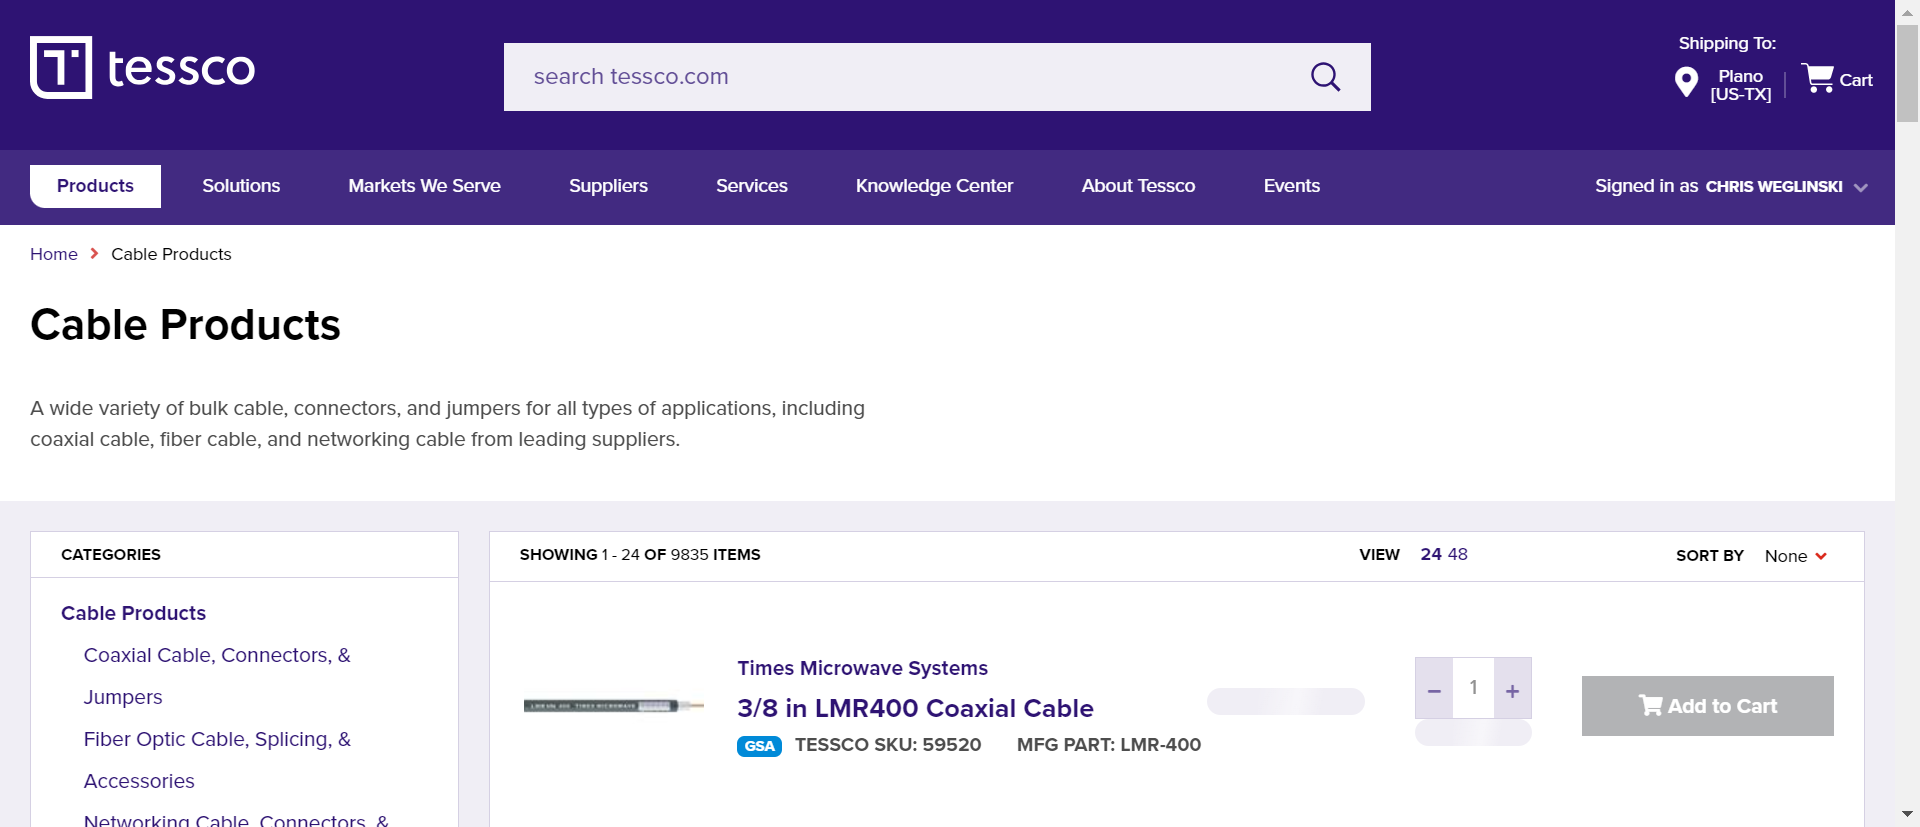 tessco
search tessco.com
Shipping To:
Plano
[US-TX]
Cart
Products
Solutions
Markets We Serve
Suppliers
Services
Knowledge Center
About Tessco
Events
Signed in as CHRIS WEGLINSKI
Home
Cable Products
Cable Products
A wide variety of bulk cable, connectors, and jumpers for all types of applications, including
coaxial cable, fiber cable, and networking cable from leading suppliers.
CATEGORIES
Cable Products
Coaxial Cable, Connectors, &
Jumpers
Fiber Optic Cable, Splicing, &
Accessories
Networking Cable, Connectors, &
SHOWING 1 - 24 OF 9835 ITEMS
VIEW 24 48
SORT BY None
Times Microwave Systems
3/8 in LMR400 Coaxial Cable
GSA TESSCO SKU: 59520 MFG PART: LMR-400
− 1 +
Add to Cart